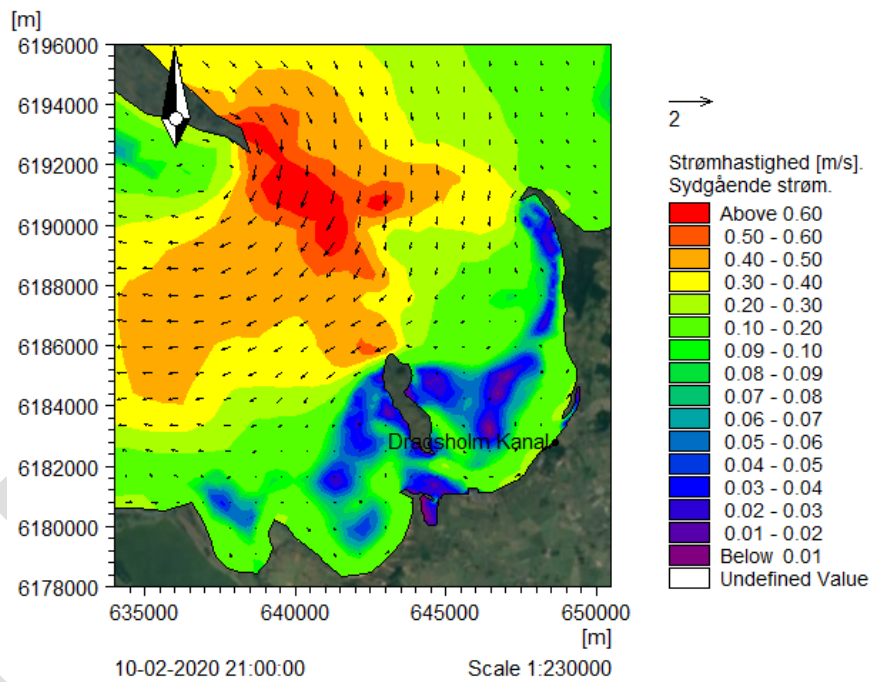 [m]
6196000
6194000
6192000
6190000
6188000
6186000
6184000
6182000
6180000
6178000
635000 640000 645000 650000
[m]
Dragsholm Kanal
10-02-2020 21:00:00 Scale 1:230000
2
Strømhastighed [m/s].
Sydgående strøm.
Above 0.60
0.50 - 0.60
0.40 - 0.50
0.30 - 0.40
0.20 - 0.30
0.10 - 0.20
0.09 - 0.10
0.08 - 0.09
0.07 - 0.08
0.06 - 0.07
0.05 - 0.06
0.04 - 0.05
0.03 - 0.04
0.02 - 0.03
0.01 - 0.02
Below 0.01
Undefined Value